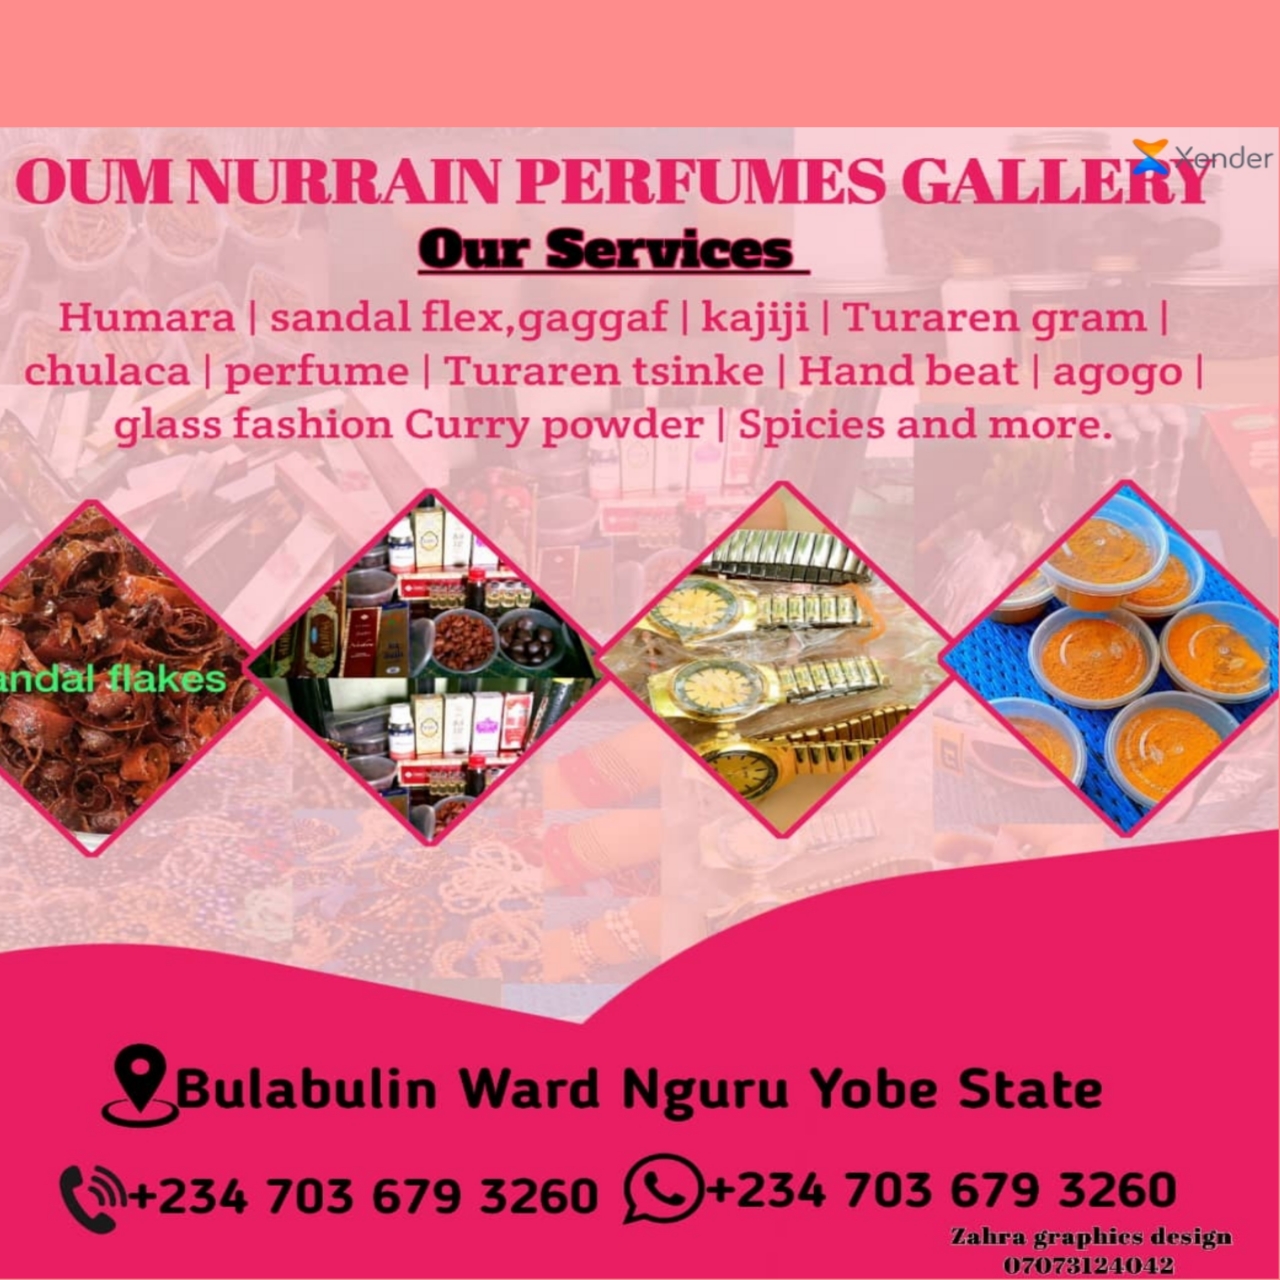 Xender
OUM NURRAIN PERFUMES GALLERY
Our Services
Humara | sandal flex,gaggaf | kajiji | Turaren gram |
chulaca | perfume | Turaren tsinke | Hand beat | agogo |
glass fashion Curry powder | Spicies and more.
andal flakes
Bulabulin Ward Nguru Yobe State
+234 703 679 3260
+234 703 679 3260
Zahra graphics design
07073124042